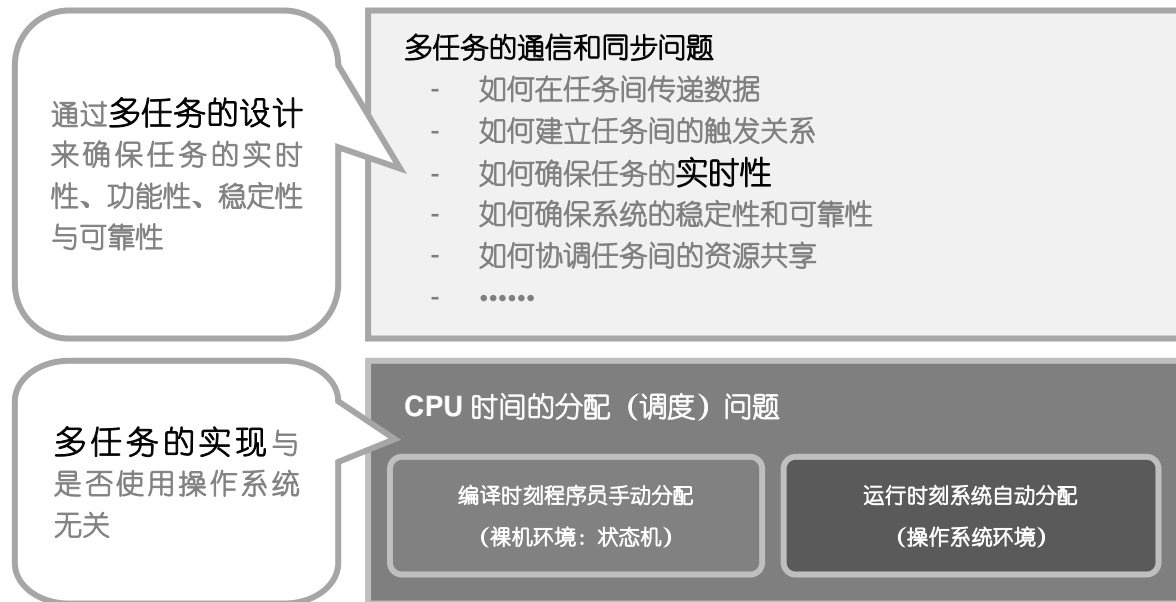 通过多任务的设计
来确保任务的实时
性、功能性、稳定性
与可靠性
多任务的通信和同步问题
- 如何在任务间传递数据
- 如何建立任务间的触发关系
- 如何确保任务的实时性
- 如何确保系统的稳定性和可靠性
- 如何协调任务间的资源共享
- ••••••
多任务的实现与
是否使用操作系统
无关
CPU 时间的分配（调度）问题
编译时刻程序员手动分配
（裸机环境：状态机）
运行时刻系统自动分配
（操作系统环境）